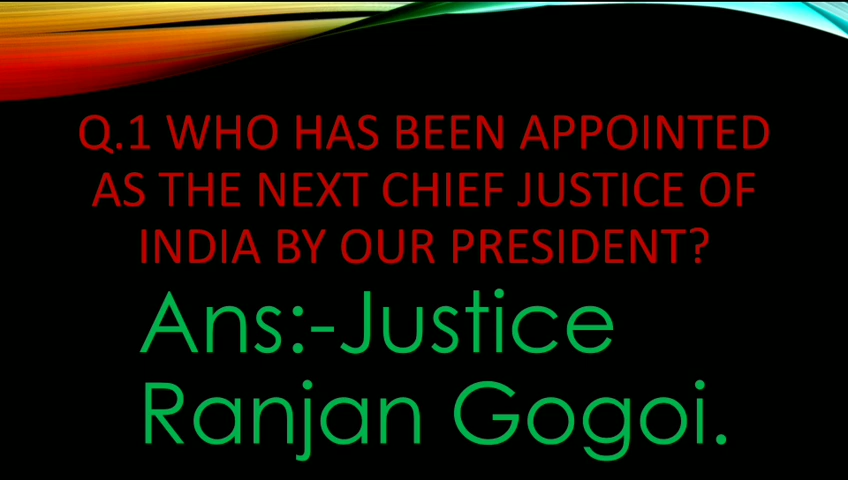 Q.1 WHO HAS BEEN APPOINTED
AS THE NEXT CHIEF JUSTICE OF
INDIA BY OUR PRESIDENT?
Ans:-Justice
Ranjan Gogoi.